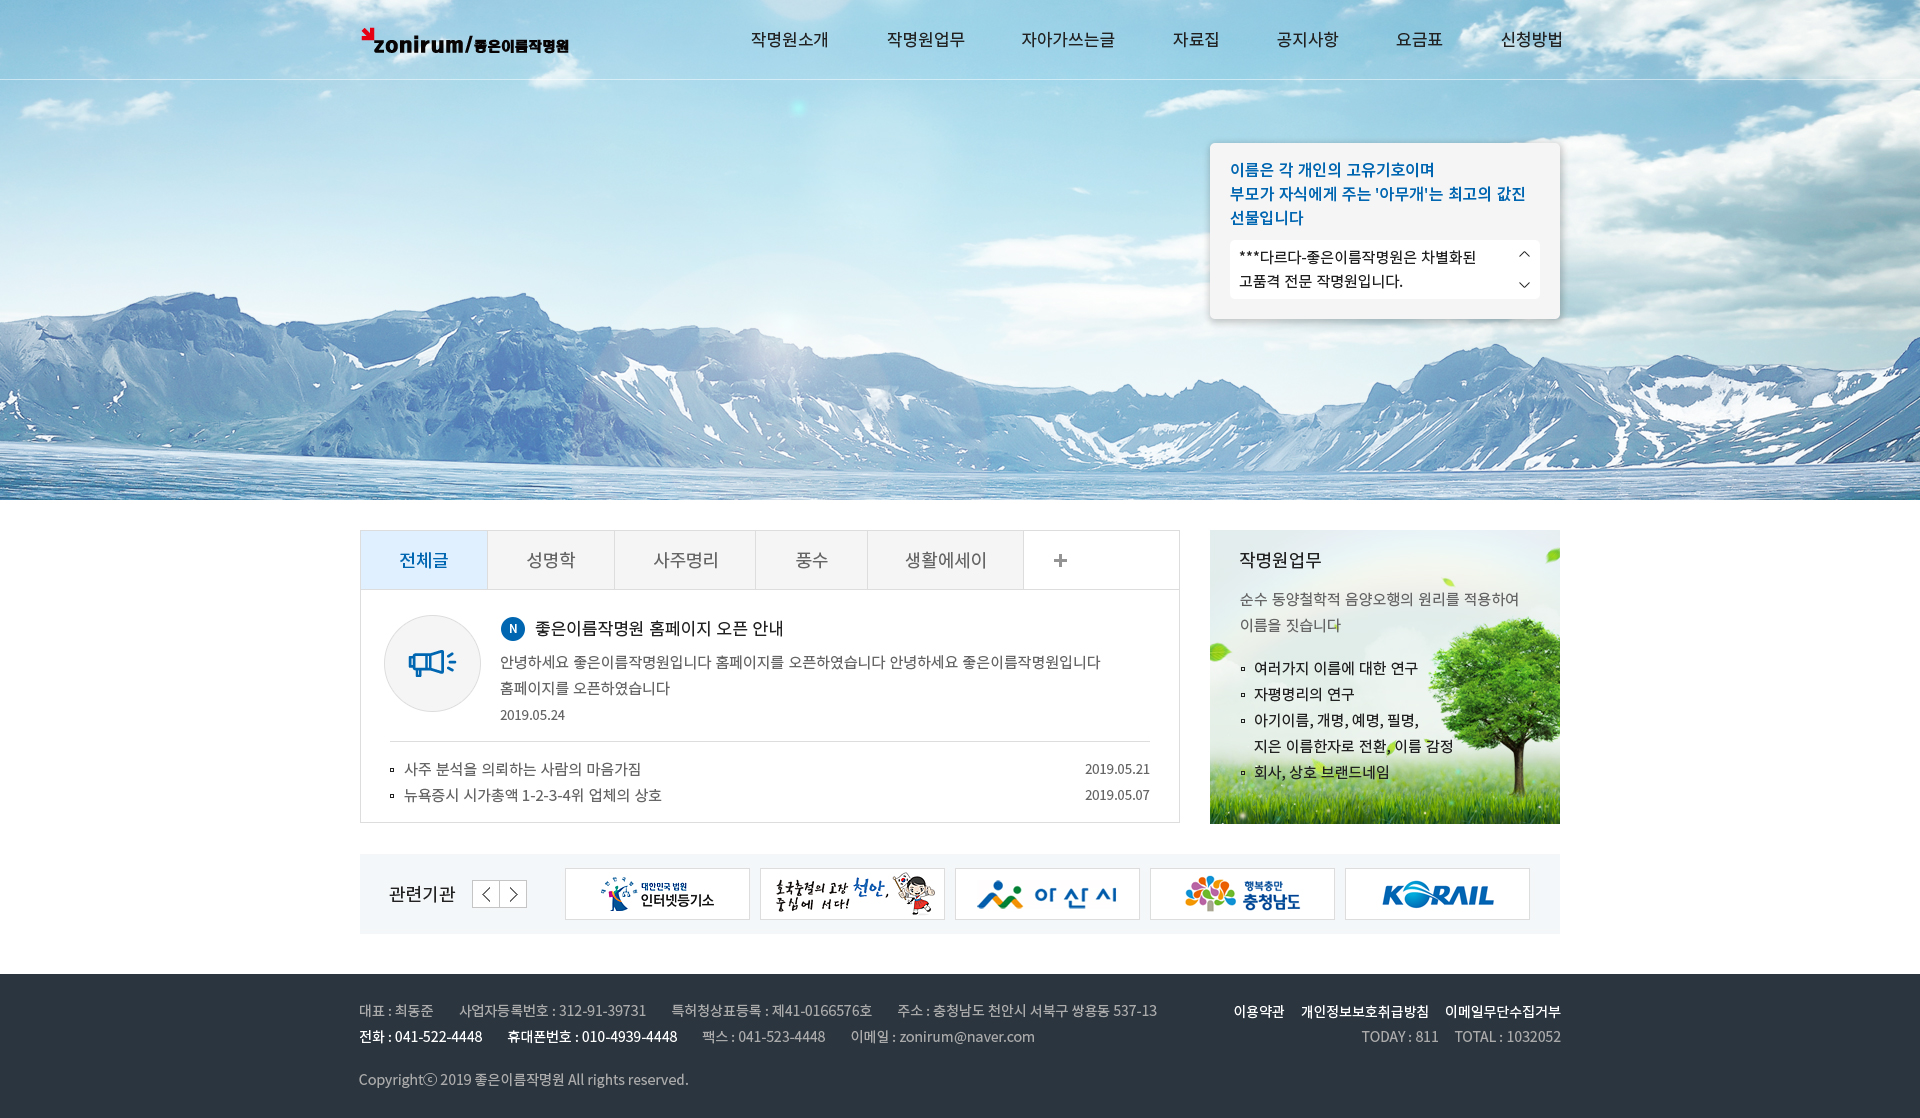 zonirum/좋은이름작명원
작명원소개 작명원업무 자아가쓰는글 자료집 공지사항 요금표 신청방법
이름은 각 개인의 고유기호이며
부모가 자식에게 주는 '아무개'는 최고의 값진
선물입니다
***다르다-좋은이름작명원은 차별화된
고품격 전문 작명원입니다.
전체글 성명학 사주명리 풍수 생활에세이 +
N 좋은이름작명원 홈페이지 오픈 안내
안녕하세요 좋은이름작명원입니다 홈페이지를 오픈하였습니다 안녕하세요 좋은이름작명원입니다
홈페이지를 오픈하였습니다
2019.05.24
사주 분석을 의뢰하는 사람의 마음가짐 2019.05.21
뉴욕증시 시가총액 1-2-3-4위 업체의 상호 2019.05.07
작명원업무
순수 동양철학적 음양오행의 원리를 적용하여
이름을 짓습니다
여러가지 이름에 대한 연구
자평명리의 연구
아기이름, 개명, 예명, 필명,
지은 이름한자로 전환, 이름 감정
회사, 상호 브랜드네임
관련기관
대한민국 법원
인터넷등기소
호국충절의 고장 천안,
중심에 서다!
아산시
행복충만
충청남도
KORAIL
대표 : 최동준 사업자등록번호 : 312-91-39731 특허청상표등록 : 제41-0166576호 주소 : 충청남도 천안시 서북구 쌍용동 537-13
전화 : 041-522-4448 휴대폰번호 : 010-4939-4448 팩스 : 041-523-4448 이메일 : zonirum@naver.com
이용약관 개인정보보호취급방침 이메일무단수집거부
TODAY : 811 TOTAL : 1032052
Copyrightⓒ 2019 좋은이름작명원 All rights reserved.